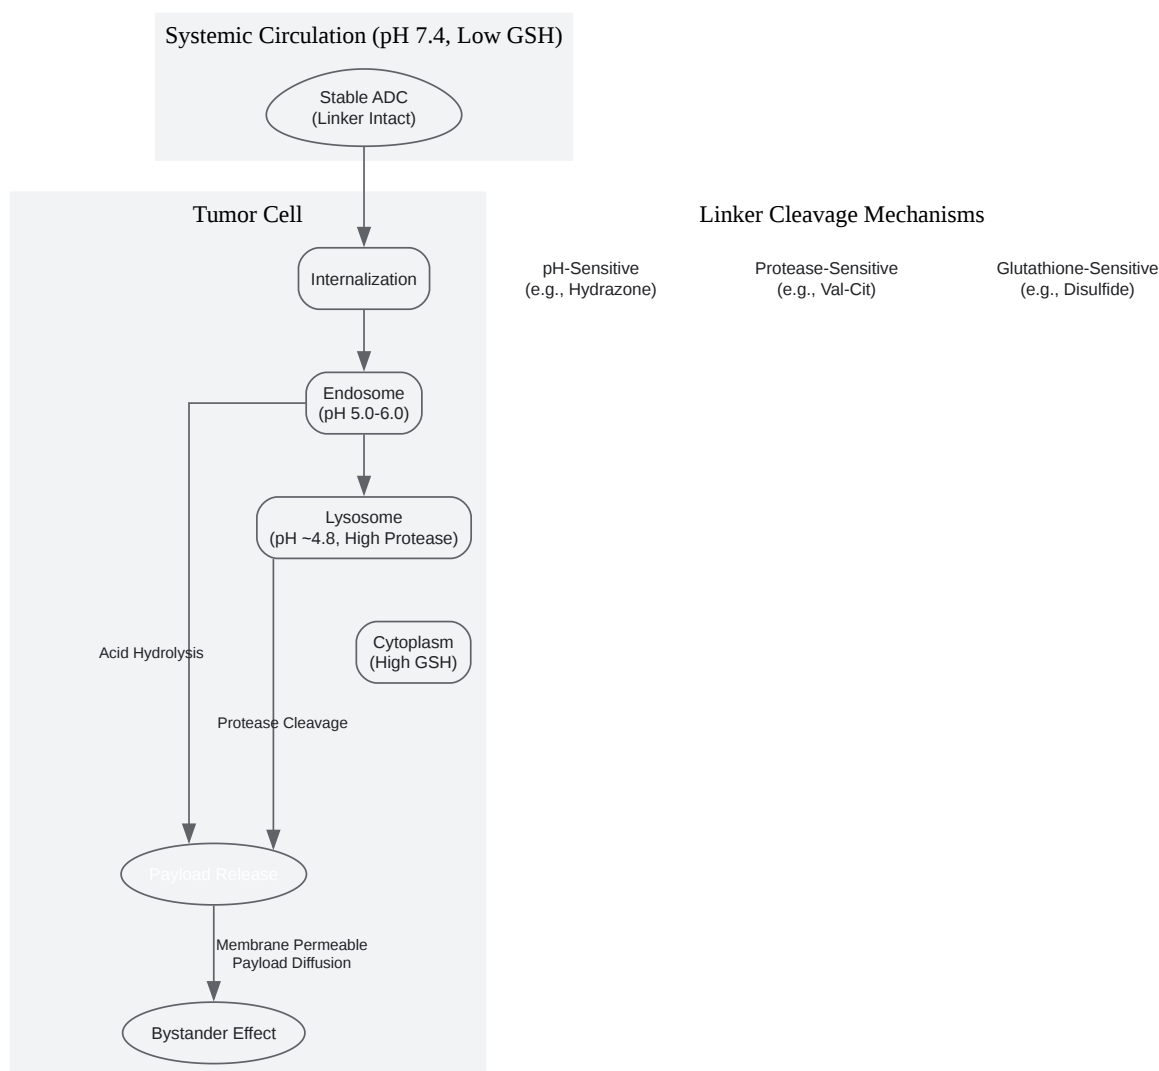 Systemic Circulation (pH 7.4, Low GSH)
Stable ADC
(Linker Intact)
Tumor Cell
Internalization
Endosome
(pH 5.0-6.0)
Lysosome
(pH ~4.8, High Protease)
Cytoplasm
(High GSH)
Acid Hydrolysis
Protease Cleavage
Payload Release
Membrane Permeable
Payload Diffusion
Bystander Effect
Linker Cleavage Mechanisms
pH-Sensitive
(e.g., Hydrazone)
Protease-Sensitive
(e.g., Val-Cit)
Glutathione-Sensitive
(e.g., Disulfide)